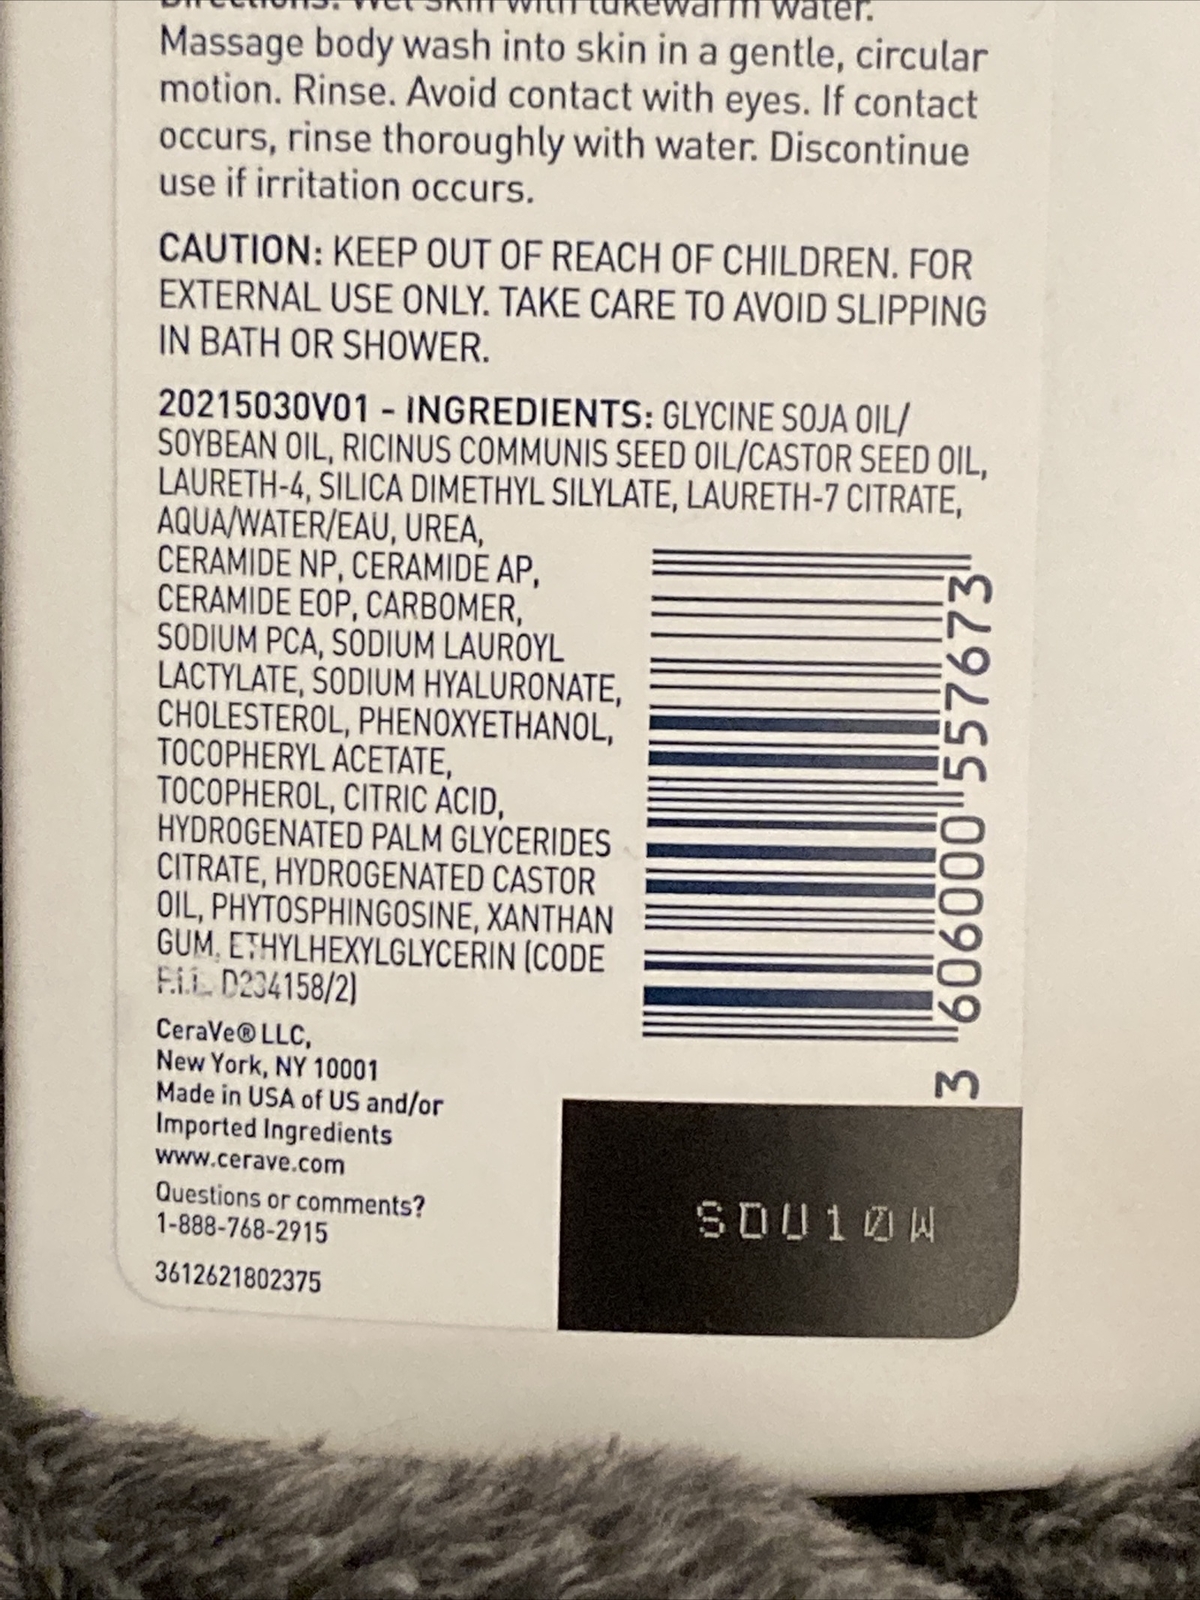 Directions: Wet skin with lukewarm water.
Massage body wash into skin in a gentle, circular
motion. Rinse. Avoid contact with eyes. If contact
occurs, rinse thoroughly with water. Discontinue
use if irritation occurs.
CAUTION: KEEP OUT OF REACH OF CHILDREN. FOR
EXTERNAL USE ONLY. TAKE CARE TO AVOID SLIPPING
IN BATH OR SHOWER.
20215030V01 - INGREDIENTS: GLYCINE SOJA OIL/
SOYBEAN OIL, RICINUS COMMUNIS SEED OIL/CASTOR SEED OIL,
LAURETH-4, SILICA DIMETHYL SILYLATE, LAURETH-7 CITRATE,
AQUA/WATER/EAU, UREA,
CERAMIDE NP, CERAMIDE AP,
CERAMIDE EOP, CARBOMER,
SODIUM PCA, SODIUM LAUROYL
LACTYLATE, SODIUM HYALURONATE,
CHOLESTEROL, PHENOXYETHANOL,
TOCOPHERYL ACETATE,
TOCOPHEROL, CITRIC ACID,
HYDROGENATED PALM GLYCERIDES
CITRATE, HYDROGENATED CASTOR
OIL, PHYTOSPHINGOSINE, XANTHAN
GUM, ETHYLHEXYLGLYCERIN (CODE
F.I.L. D234158/2)
CeraVe® LLC,
New York, NY 10001
Made in USA of US and/or
Imported Ingredients
www.cerave.com
Questions or comments?
1-888-768-2915
3612621802375
3 606000 557673
SDU10W